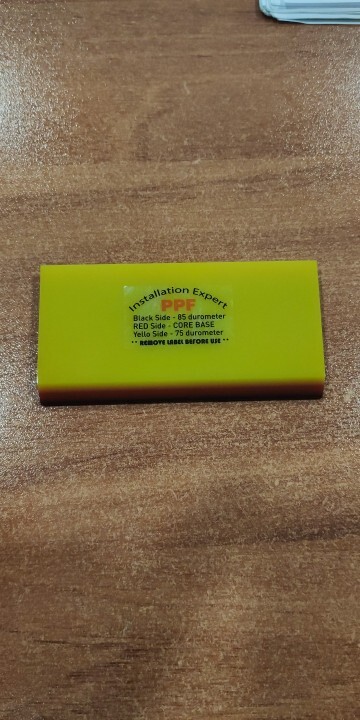 Installation Expert
PPF
Black Side - 85 durometer
RED Side - CORE BASE
Yello Side - 75 durometer
** REMOVE LABEL BEFORE USE **